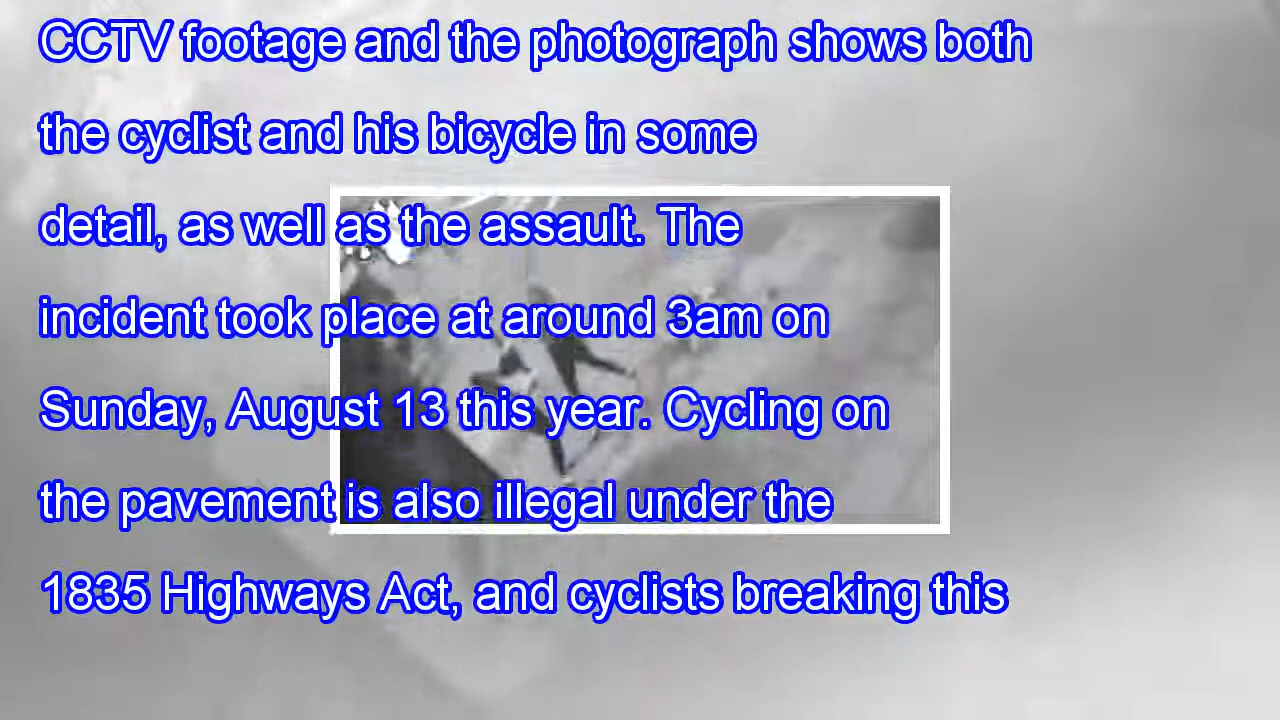 CCTV footage and the photograph shows both
the cyclist and his bicycle in some
detail, as well as the assault. The
incident took place at around 3am on
Sunday, August 13 this year. Cycling on
the pavement is also illegal under the
1835 Highways Act, and cyclists breaking this